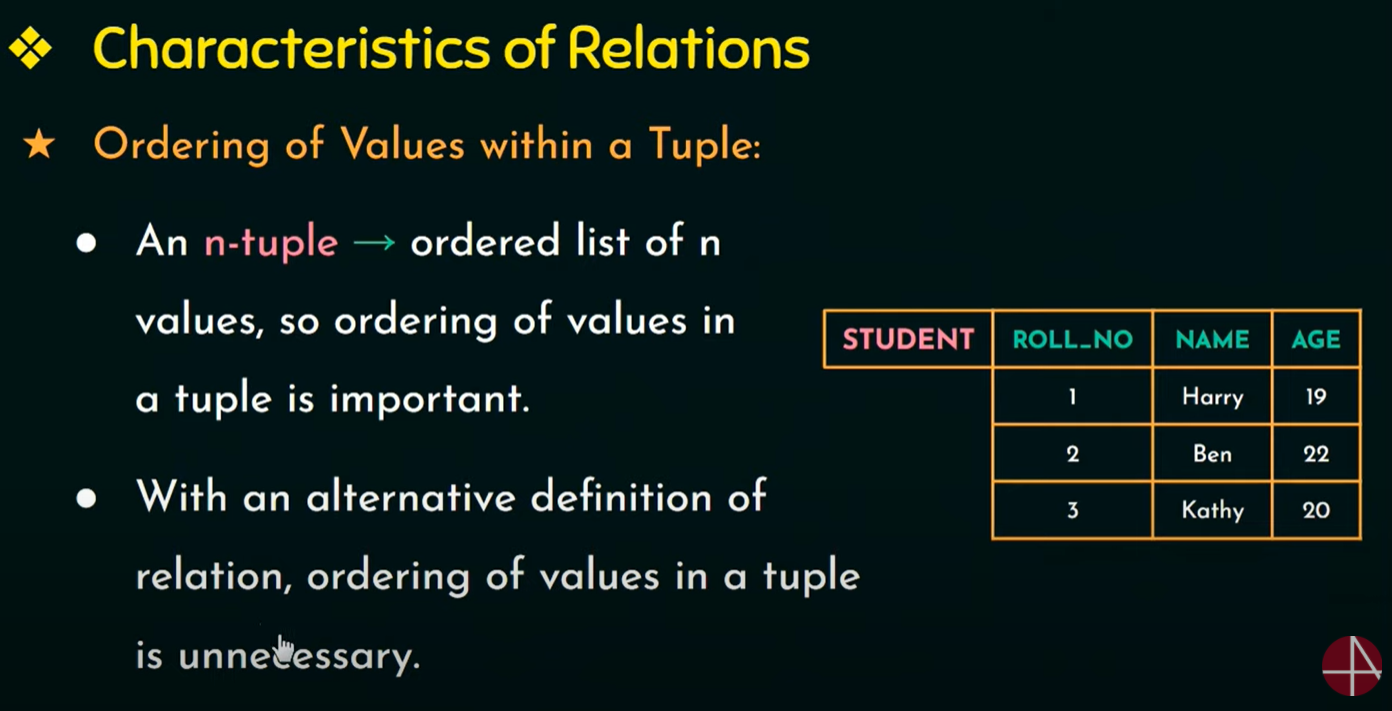 Characteristics of Relations
Ordering of Values within a Tuple:
An n-tuple → ordered list of n
values, so ordering of values in
a tuple is important.
With an alternative definition of
relation, ordering of values in a tuple
is unnecessary.
STUDENT ROLL_NO NAME AGE
1 Harry 19
2 Ben 22
3 Kathy 20